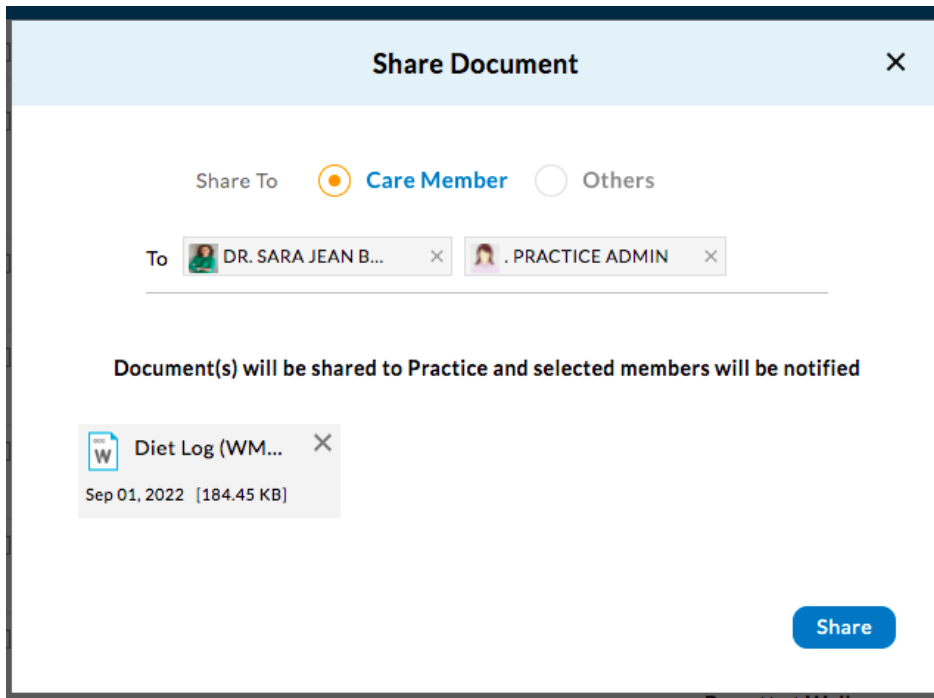 Share Document
Share To Care Member Others
To DR. SARA JEAN B... . PRACTICE ADMIN
Document(s) will be shared to Practice and selected members will be notified
DOC
W
Diet Log (WM...
Sep 01, 2022 [184.45 KB]
Share